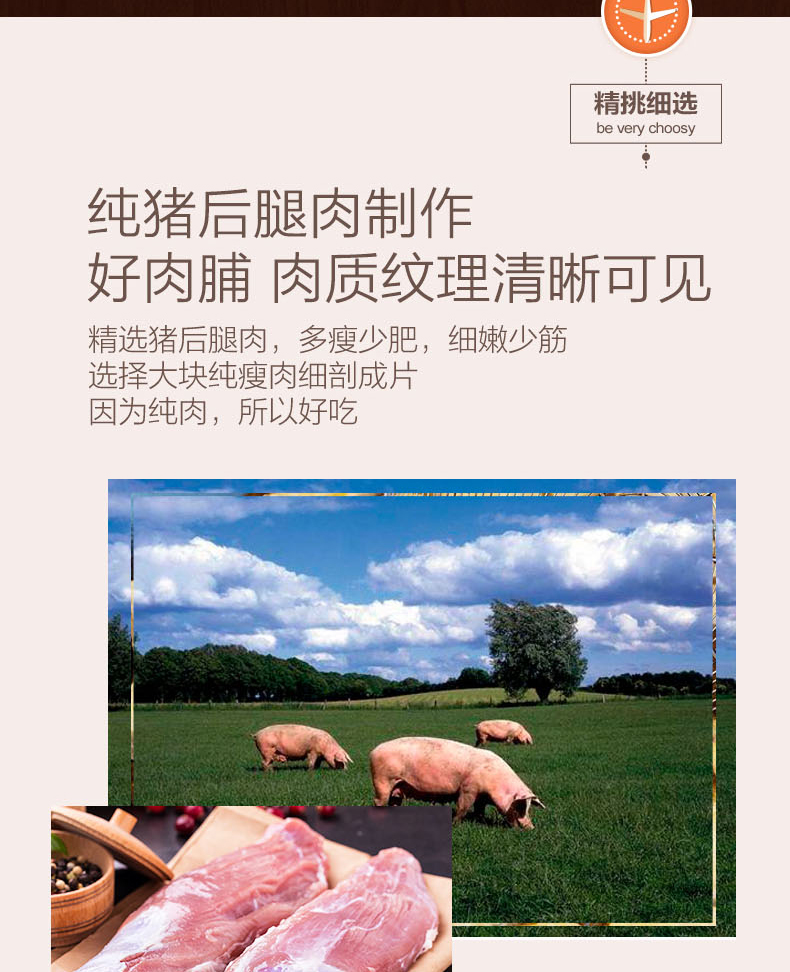 精挑细选
be very choosy
纯猪后腿肉制作
好肉脯 肉质纹理清晰可见
精选猪后腿肉，多瘦少肥，细嫩少筋
选择大块纯瘦肉细剖成片
因为纯肉，所以好吃